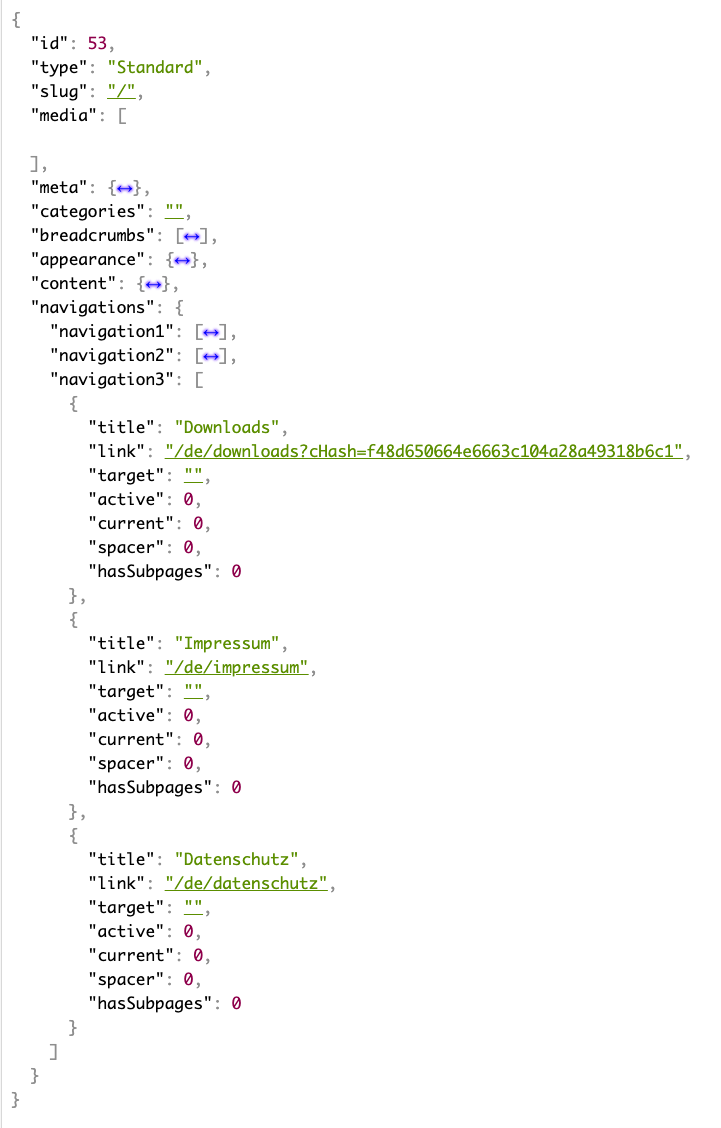 {
"id": 53,
"type": "Standard",
"slug": "/",
"media": [
],
"meta": {↔},
"categories": "",
"breadcrumbs": [↔],
"appearance": {↔},
"content": {↔},
"navigations": {
"navigation1": [↔],
"navigation2": [↔],
"navigation3": [
{
"title": "Downloads",
"link": "/de/downloads?cHash=f48d650664e6663c104a28a49318b6c1",
"target": "",
"active": 0,
"current": 0,
"spacer": 0,
"hasSubpages": 0
},
{
"title": "Impressum",
"link": "/de/impressum",
"target": "",
"active": 0,
"current": 0,
"spacer": 0,
"hasSubpages": 0
},
{
"title": "Datenschutz",
"link": "/de/datenschutz",
"target": "",
"active": 0,
"current": 0,
"spacer": 0,
"hasSubpages": 0
}
]
}
}